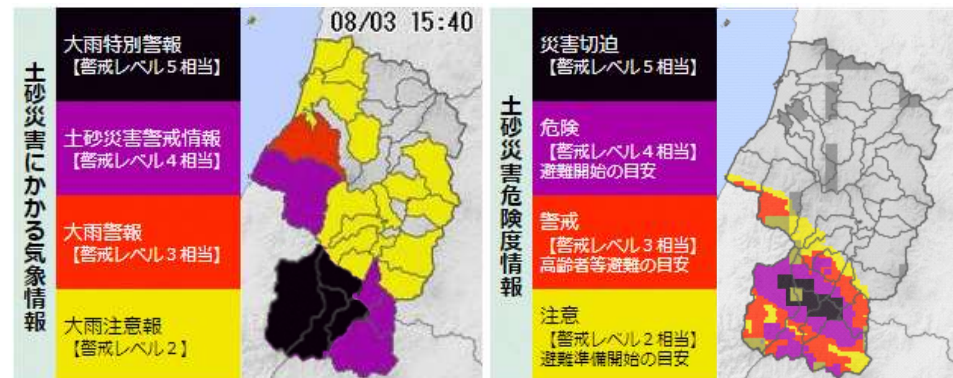 08/03 15:40
土砂災害にかかる気象情報
大雨特別警報
【警戒レベル5相当】
土砂災害警戒情報
【警戒レベル4相当】
大雨警報
【警戒レベル3相当】
大雨注意報
【警戒レベル2】
土砂災害危険度情報
災害切迫
【警戒レベル5相当】
危険
【警戒レベル4相当】
避難開始の目安
警戒
【警戒レベル3相当】
高齢者等避難の目安
注意
【警戒レベル2相当】
避難準備開始の目安